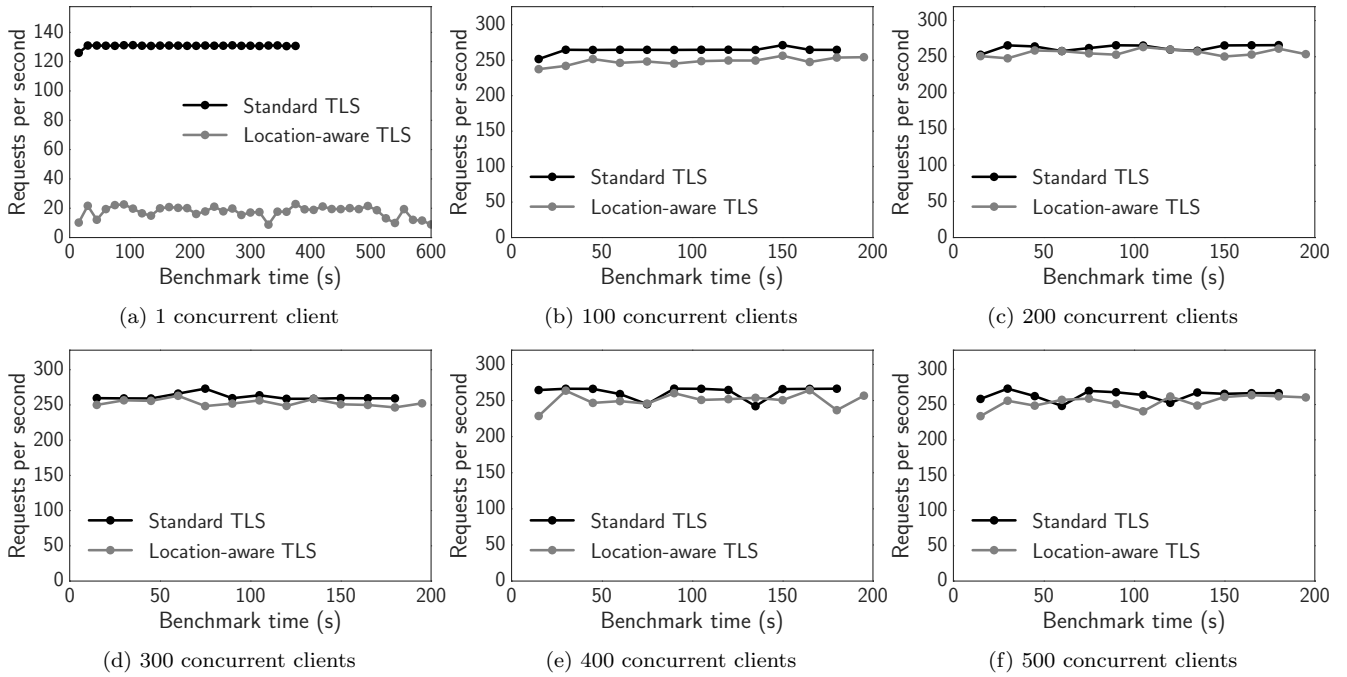 140
120
100
80
60
40
20
0
Requests per second
Standard TLS
Location-aware TLS
0 100 200 300 400 500 600
Benchmark time (s)
(a) 1 concurrent client
300
250
200
150
100
50
0
Requests per second
Standard TLS
Location-aware TLS
0 50 100 150 200
Benchmark time (s)
(b) 100 concurrent clients
300
250
200
150
100
50
0
Requests per second
Standard TLS
Location-aware TLS
0 50 100 150 200
Benchmark time (s)
(c) 200 concurrent clients
300
250
200
150
100
50
0
Requests per second
Standard TLS
Location-aware TLS
0 50 100 150 200
Benchmark time (s)
(d) 300 concurrent clients
300
250
200
150
100
50
0
Requests per second
Standard TLS
Location-aware TLS
0 50 100 150 200
Benchmark time (s)
(e) 400 concurrent clients
300
250
200
150
100
50
0
Requests per second
Standard TLS
Location-aware TLS
0 50 100 150 200
Benchmark time (s)
(f) 500 concurrent clients